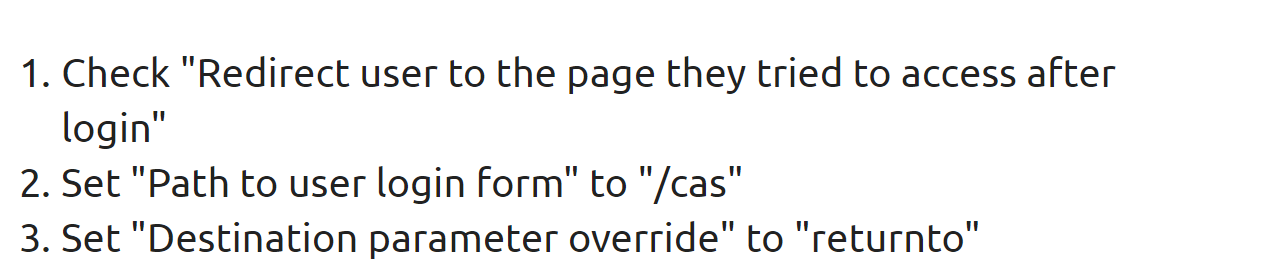 1. Check "Redirect user to the page they tried to access after
login"
2. Set "Path to user login form" to "/cas"
3. Set "Destination parameter override" to "returnto"